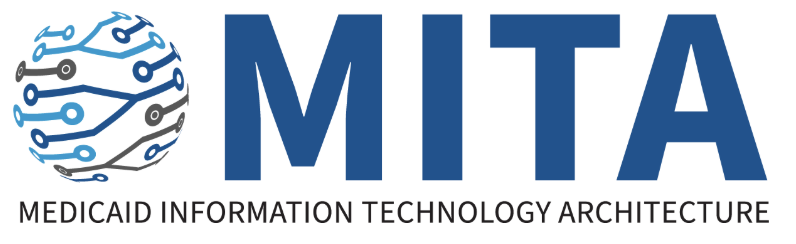 MITA
MEDICAID INFORMATION TECHNOLOGY ARCHITECTURE